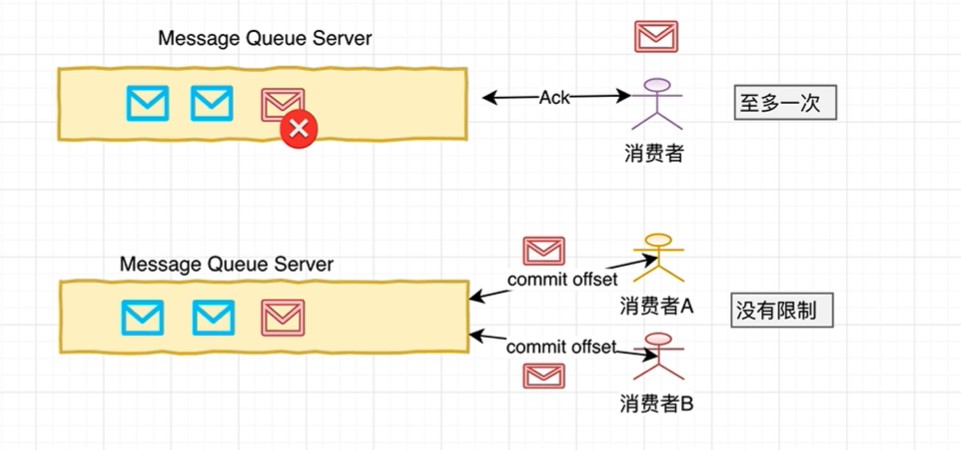 Message Queue Server
Ack
至多一次
消费者
Message Queue Server
commit offset
消费者A
没有限制
commit offset
消费者B